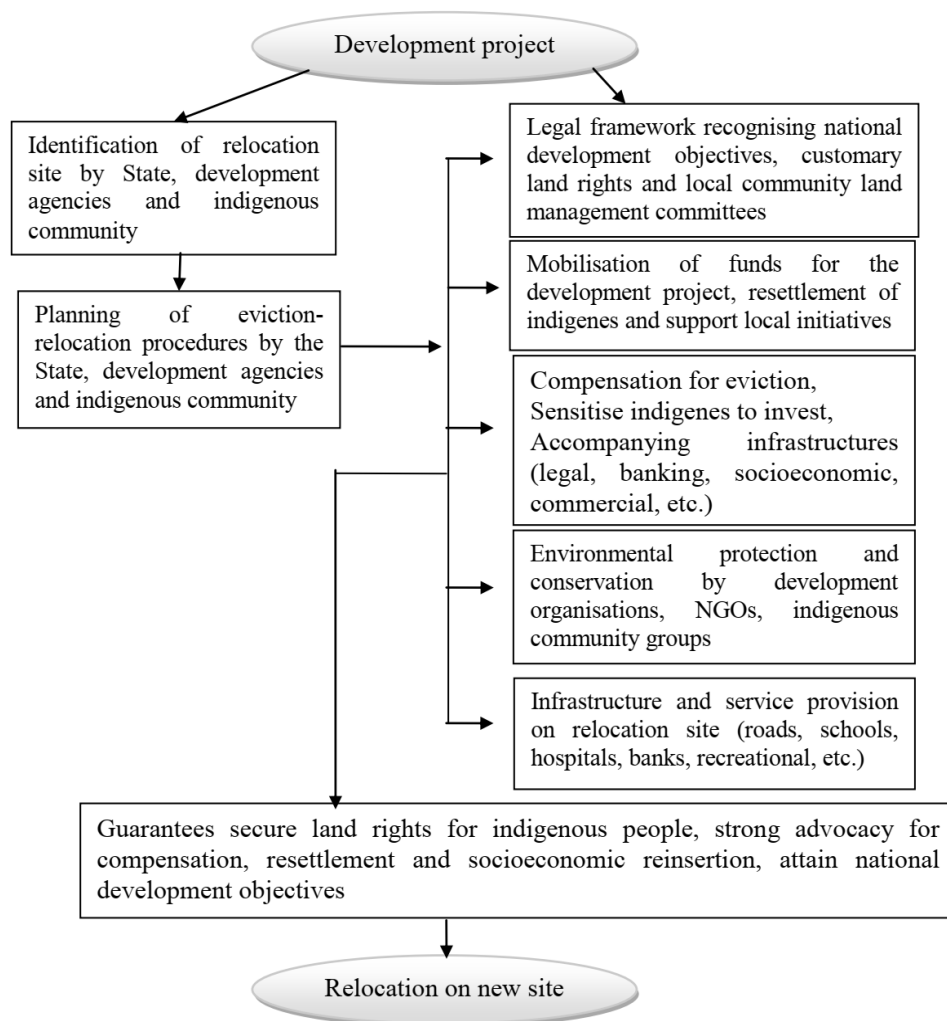 Development project
Identification of relocation
site by State, development
agencies and indigenous
community
Planning of eviction-
relocation procedures by the
State, development agencies
and indigenous community
Legal framework recognising national
development objectives, customary
land rights and local community land
management committees
Mobilisation of funds for the
development project, resettlement of
indigenes and support local initiatives
Compensation for eviction,
Sensitise indigenes to invest,
Accompanying infrastructures
(legal, banking, socioeconomic,
commercial, etc.)
Environmental protection and
conservation by development
organisations, NGOs, indigenous
community groups
Infrastructure and service provision
on relocation site (roads, schools,
hospitals, banks, recreational, etc.)
Guarantees secure land rights for indigenous people, strong advocacy for
compensation, resettlement and socioeconomic reinsertion, attain national
development objectives
Relocation on new site